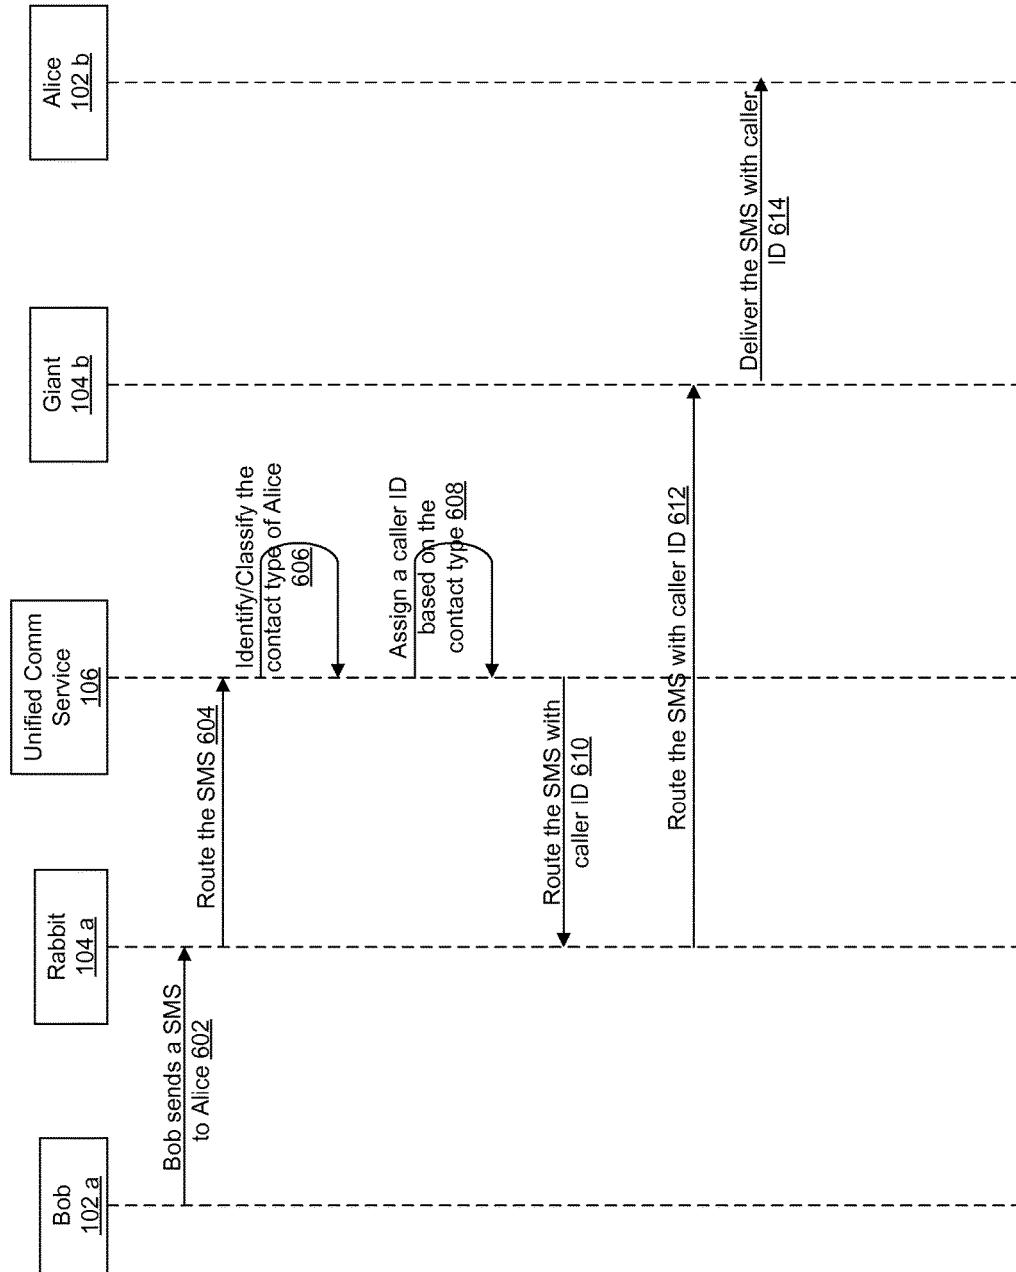 Bob
102 a
Rabbit
104 a
Unified Comm
Service
106
Giant
104 b
Alice
102 b
Bob sends a SMS
to Alice 602
Route the SMS 604
Identify/Classify the
contact type of Alice
606
Assign a caller ID
based on the
contact type 608
Route the SMS with
caller ID 610
Route the SMS with caller ID 612
Deliver the SMS with caller
ID 614